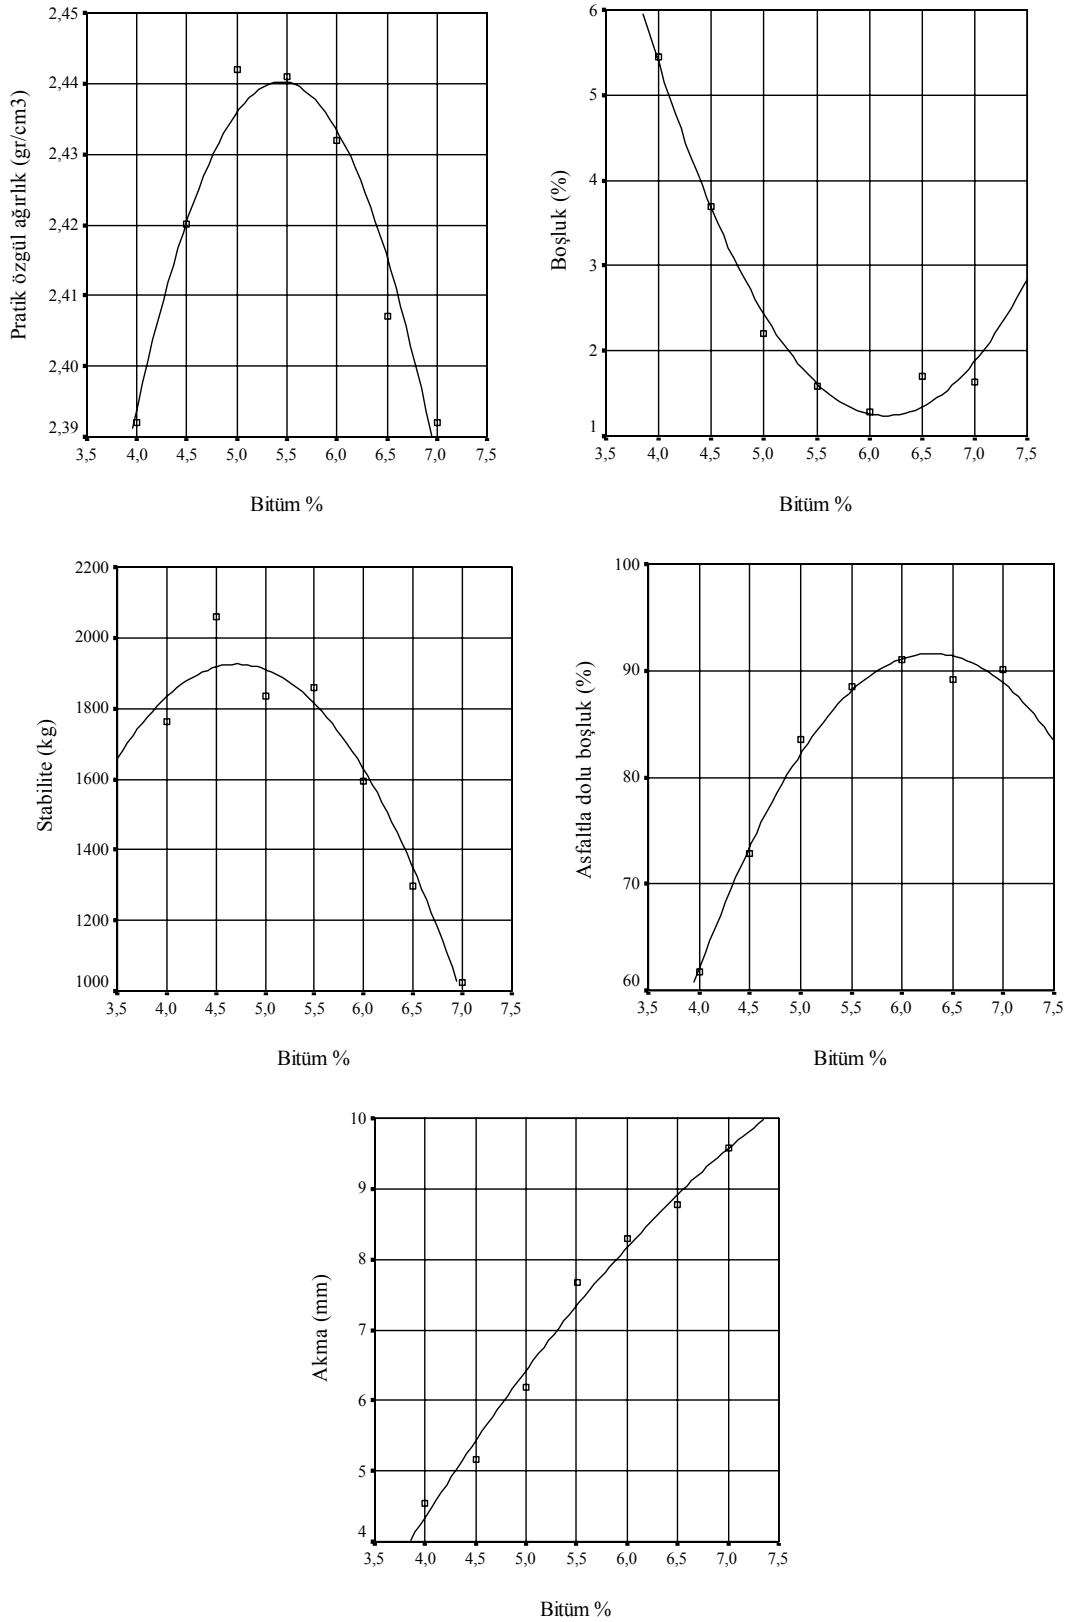 Pratik özgül ağırlık (gr/cm3)
2,45
2,44
2,43
2,42
2,41
2,40
2,39
3,5 4,0 4,5 5,0 5,5 6,0 6,5 7,0 7,5
Bitüm %
Boşluk (%)
6
5
4
3
2
1
3,5 4,0 4,5 5,0 5,5 6,0 6,5 7,0 7,5
Bitüm %
Stabilite (kg)
2200
2000
1800
1600
1400
1200
1000
3,5 4,0 4,5 5,0 5,5 6,0 6,5 7,0 7,5
Bitüm %
Asfaltla dolu boşluk (%)
100
90
80
70
60
3,5 4,0 4,5 5,0 5,5 6,0 6,5 7,0 7,5
Bitüm %
Akma (mm)
10
9
8
7
6
5
4
3,5 4,0 4,5 5,0 5,5 6,0 6,5 7,0 7,5
Bitüm %